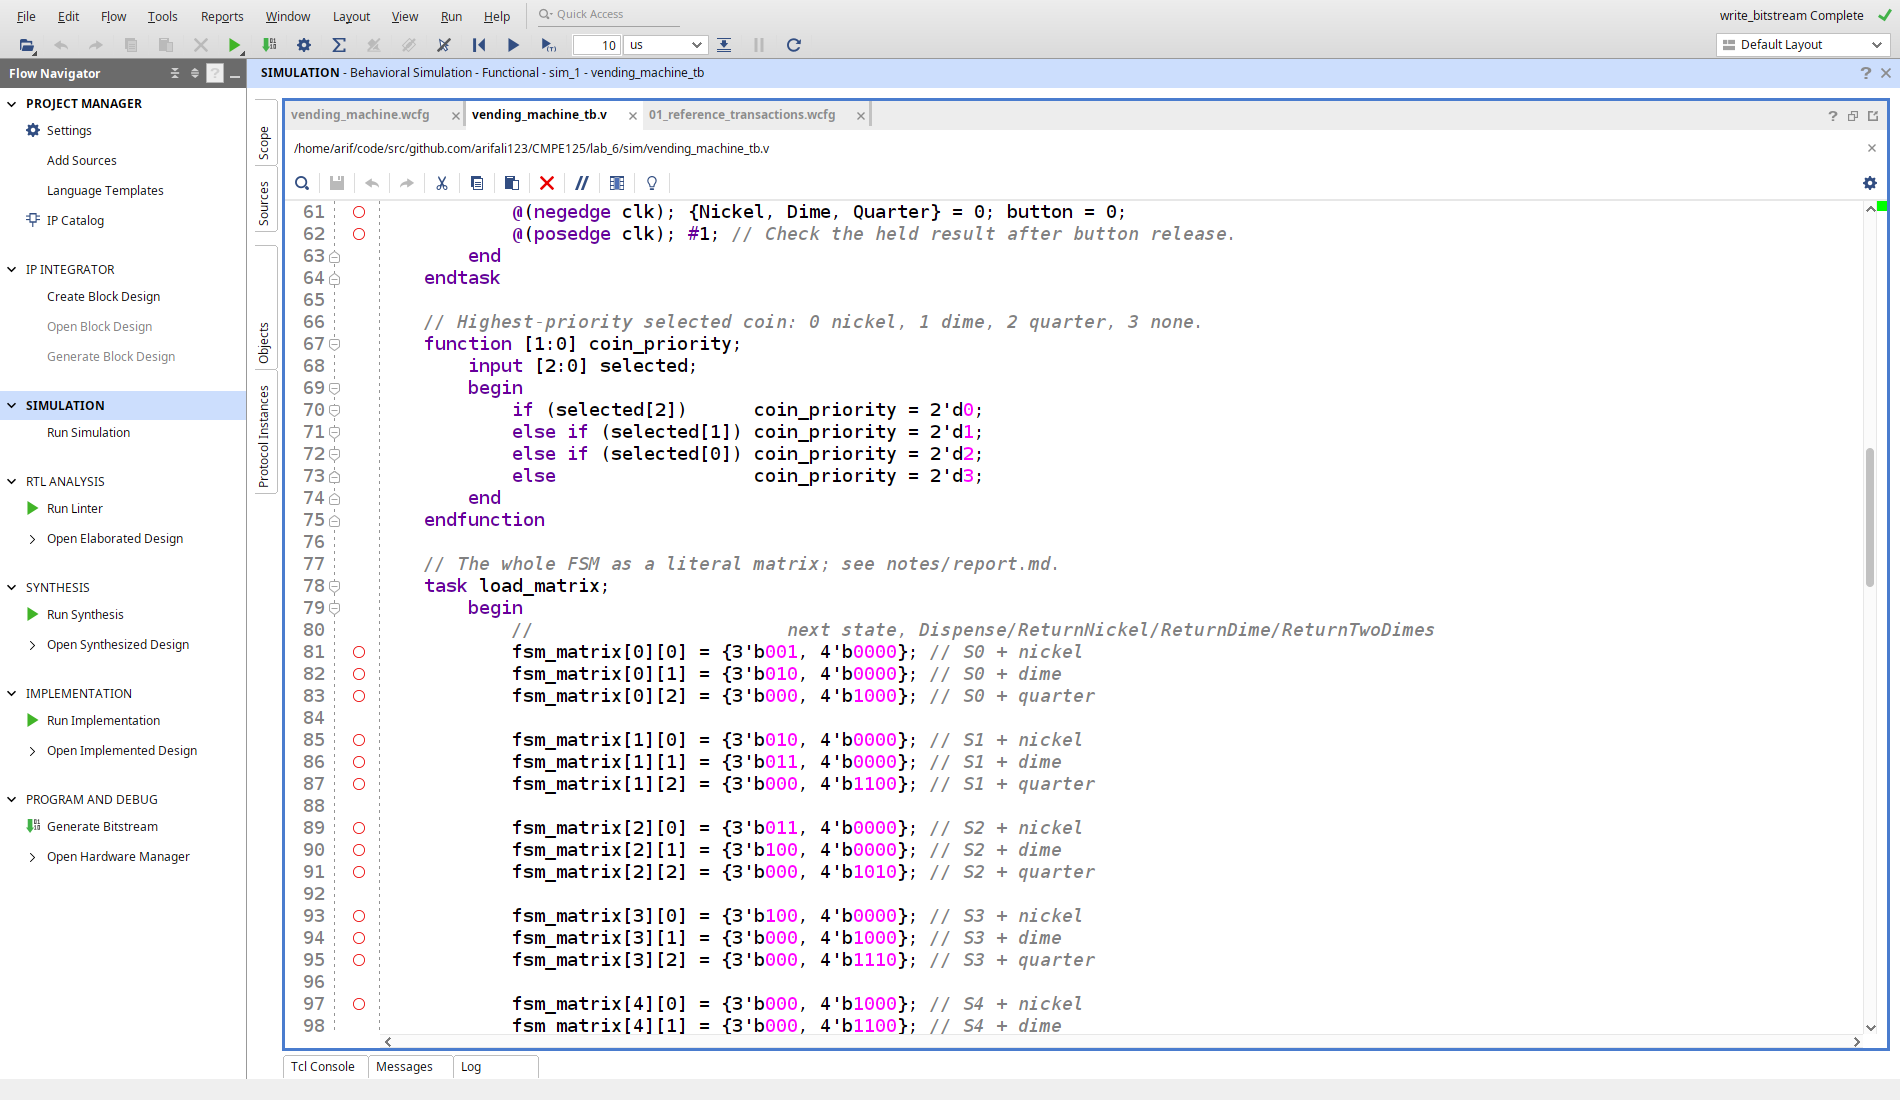 File Edit Flow Tools Reports Window Layout View Run Help Quick Access
write_bitstream Complete
10 us
Default Layout
Flow Navigator
SIMULATION - Behavioral Simulation - Functional - sim_1 - vending_machine_tb
PROJECT MANAGER
Settings
Add Sources
Language Templates
IP Catalog
IP INTEGRATOR
Create Block Design
Open Block Design
Generate Block Design
SIMULATION
Run Simulation
RTL ANALYSIS
Run Linter
Open Elaborated Design
SYNTHESIS
Run Synthesis
Open Synthesized Design
IMPLEMENTATION
Run Implementation
Open Implemented Design
PROGRAM AND DEBUG
Generate Bitstream
Open Hardware Manager
Scope
Sources
Objects
Protocol Instances
vending_machine.wcfg vending_machine_tb.v 01_reference_transactions.wcfg
/home/arif/code/src/github.com/arifali123/CMPE125/lab_6/sim/vending_machine_tb.v
61 @(negedge clk); {Nickel, Dime, Quarter} = 0; button = 0;
62 @(posedge clk); #1; // Check the held result after button release.
63 end
64 endtask
65
66 // Highest-priority selected coin: 0 nickel, 1 dime, 2 quarter, 3 none.
67 function [1:0] coin_priority;
68 input [2:0] selected;
69 begin
70 if (selected[2]) coin_priority = 2'd0;
71 else if (selected[1]) coin_priority = 2'd1;
72 else if (selected[0]) coin_priority = 2'd2;
73 else coin_priority = 2'd3;
74 end
75 endfunction
76
77 // The whole FSM as a literal matrix; see notes/report.md.
78 task load_matrix;
79 begin
80 // next state, Dispense/ReturnNickel/ReturnDime/ReturnTwoDimes
81 fsm_matrix[0][0] = {3'b001, 4'b0000}; // S0 + nickel
82 fsm_matrix[0][1] = {3'b010, 4'b0000}; // S0 + dime
83 fsm_matrix[0][2] = {3'b000, 4'b1000}; // S0 + quarter
84
85 fsm_matrix[1][0] = {3'b010, 4'b0000}; // S1 + nickel
86 fsm_matrix[1][1] = {3'b011, 4'b0000}; // S1 + dime
87 fsm_matrix[1][2] = {3'b000, 4'b1100}; // S1 + quarter
88
89 fsm_matrix[2][0] = {3'b011, 4'b0000}; // S2 + nickel
90 fsm_matrix[2][1] = {3'b100, 4'b0000}; // S2 + dime
91 fsm_matrix[2][2] = {3'b000, 4'b1010}; // S2 + quarter
92
93 fsm_matrix[3][0] = {3'b100, 4'b0000}; // S3 + nickel
94 fsm_matrix[3][1] = {3'b000, 4'b1000}; // S3 + dime
95 fsm_matrix[3][2] = {3'b000, 4'b1110}; // S3 + quarter
96
97 fsm_matrix[4][0] = {3'b000, 4'b1000}; // S4 + nickel
98 fsm_matrix[4][1] = {3'b000, 4'b1100}; // S4 + dime
Tcl Console Messages Log